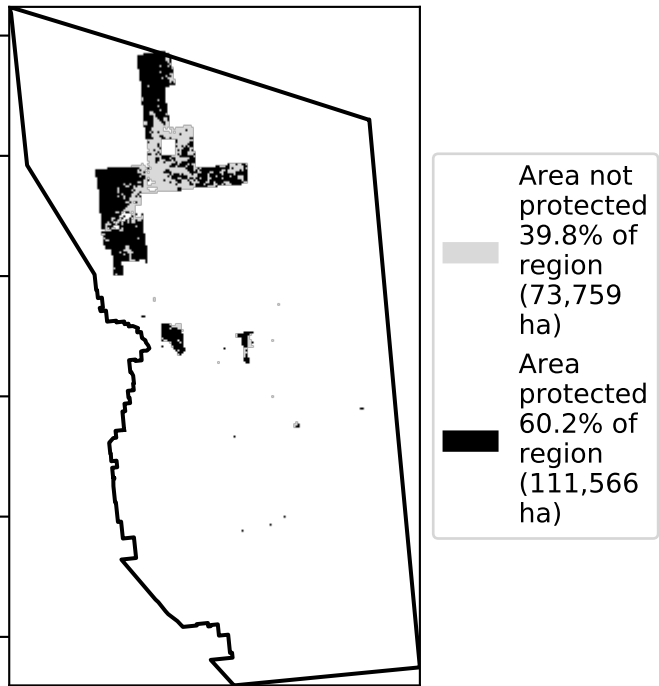 Area not
protected
39.8% of
region
(73,759
ha)
Area
protected
60.2% of
region
(111,566
ha)